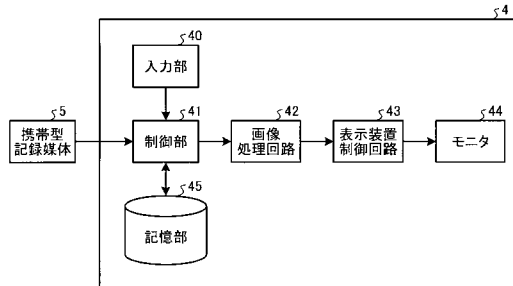 4
40
入力部
5
携帯型
記録媒体
41
制御部
42
画像
処理回路
43
表示装置
制御回路
44
モニタ
45
記憶部